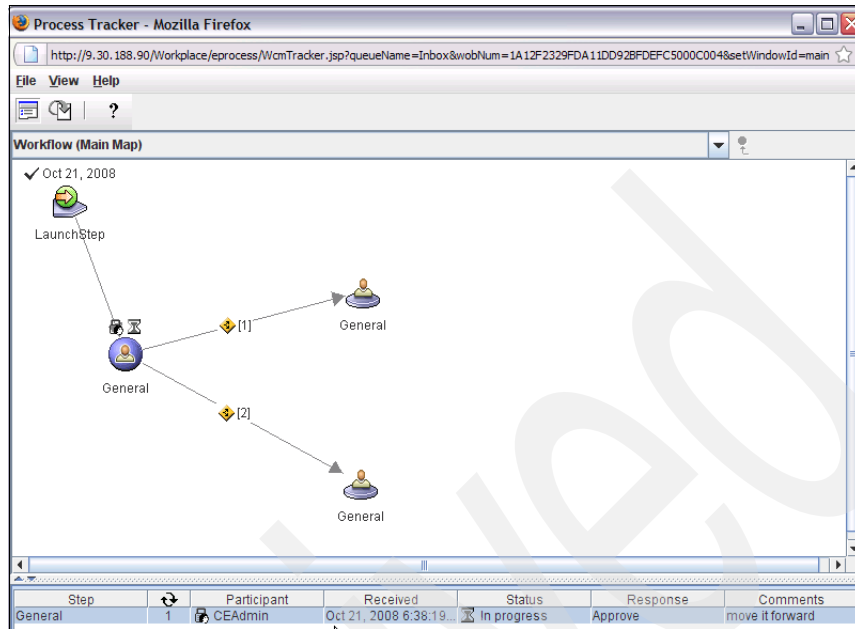 Process Tracker - Mozilla Firefox
http://9.30.188.90/Workplace/eprocess/WcmTracker.jsp?queueName=Inbox&wobNum=1A12F2329FDA11DD92BFDEFC5000C004&setWindowId=main
File View Help
?
Workflow (Main Map)
Oct 21, 2008
LaunchStep
[1]
General
General
[2]
General
Step Participant Received Status Response Comments
General 1 CEAdmin Oct 21, 2008 6:38:19... In progress Approve move it forward